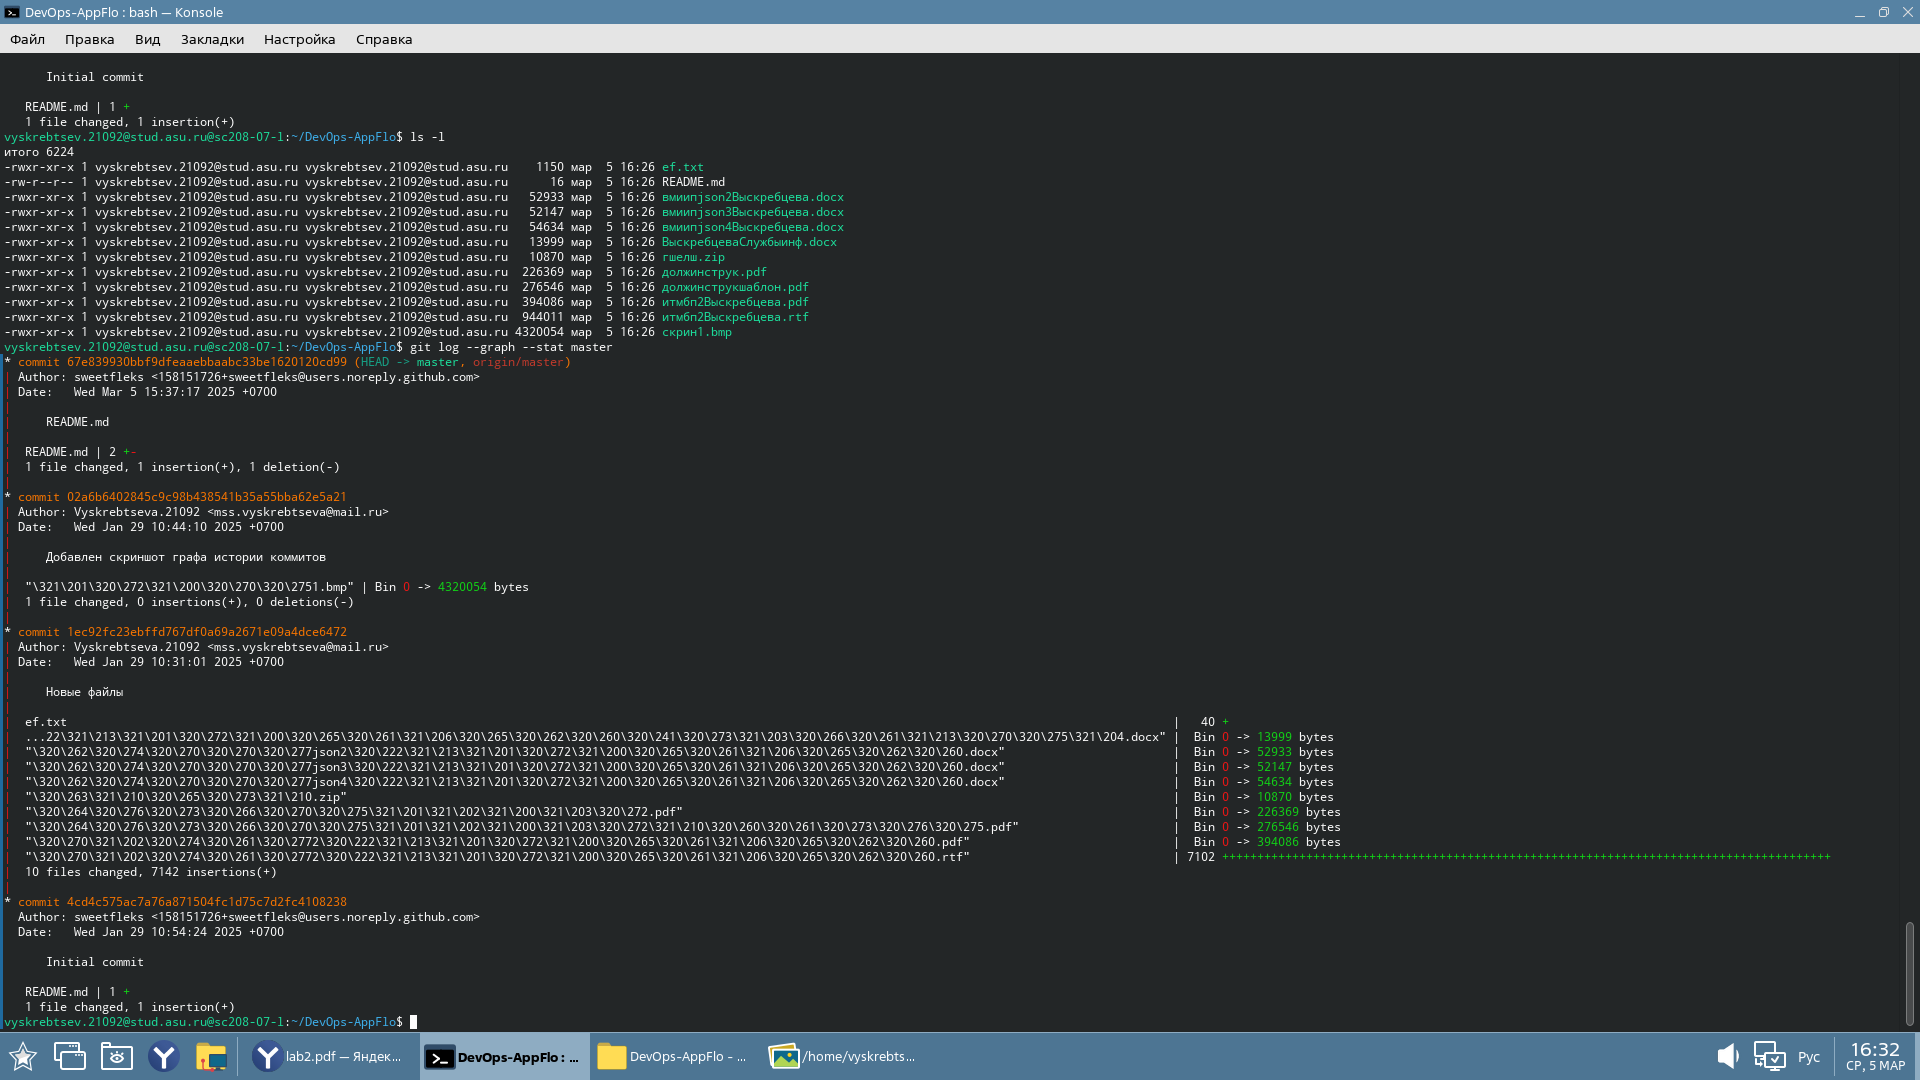 DevOps-AppFlo : bash — Konsole
Файл Правка Вид Закладки Настройка Справка
Initial commit
README.md | 1 +
1 file changed, 1 insertion(+)
vyskrebtsev.21092@stud.asu.ru@sc208-07-l:~/DevOps-AppFlo$ ls -l
итого 6224
-rwxr-xr-x 1 vyskrebtsev.21092@stud.asu.ru vyskrebtsev.21092@stud.asu.ru    1150 мар  5 16:26 ef.txt
-rw-r--r-- 1 vyskrebtsev.21092@stud.asu.ru vyskrebtsev.21092@stud.asu.ru      16 мар  5 16:26 README.md
-rwxr-xr-x 1 vyskrebtsev.21092@stud.asu.ru vyskrebtsev.21092@stud.asu.ru   52933 мар  5 16:26 вмиипjson2Выскребцева.docx
-rwxr-xr-x 1 vyskrebtsev.21092@stud.asu.ru vyskrebtsev.21092@stud.asu.ru   52147 мар  5 16:26 вмиипjson3Выскребцева.docx
-rwxr-xr-x 1 vyskrebtsev.21092@stud.asu.ru vyskrebtsev.21092@stud.asu.ru   54634 мар  5 16:26 вмиипjson4Выскребцева.docx
-rwxr-xr-x 1 vyskrebtsev.21092@stud.asu.ru vyskrebtsev.21092@stud.asu.ru   13999 мар  5 16:26 ВыскребцеваСлужбыинф.docx
-rwxr-xr-x 1 vyskrebtsev.21092@stud.asu.ru vyskrebtsev.21092@stud.asu.ru   10870 мар  5 16:26 гшелш.zip
-rwxr-xr-x 1 vyskrebtsev.21092@stud.asu.ru vyskrebtsev.21092@stud.asu.ru  226369 мар  5 16:26 должинструк.pdf
-rwxr-xr-x 1 vyskrebtsev.21092@stud.asu.ru vyskrebtsev.21092@stud.asu.ru  276546 мар  5 16:26 должинструкшаблон.pdf
-rwxr-xr-x 1 vyskrebtsev.21092@stud.asu.ru vyskrebtsev.21092@stud.asu.ru  394086 мар  5 16:26 итмбп2Выскребцева.pdf
-rwxr-xr-x 1 vyskrebtsev.21092@stud.asu.ru vyskrebtsev.21092@stud.asu.ru  944011 мар  5 16:26 итмбп2Выскребцева.rtf
-rwxr-xr-x 1 vyskrebtsev.21092@stud.asu.ru vyskrebtsev.21092@stud.asu.ru 4320054 мар  5 16:26 скрин1.bmp
vyskrebtsev.21092@stud.asu.ru@sc208-07-l:~/DevOps-AppFlo$ git log --graph --stat master
* commit 67e839930bbf9dfeaaebbaabc33be1620120cd99 (HEAD -> master, origin/master)
| Author: sweetfleks <158151726+sweetfleks@users.noreply.github.com>
| Date:   Wed Mar 5 15:37:17 2025 +0700
|
|     README.md
|
|  README.md | 2 +-
|  1 file changed, 1 insertion(+), 1 deletion(-)
|
* commit 02a6b6402845c9c98b438541b35a55bba62e5a21
| Author: Vyskrebtseva.21092 <mss.vyskrebtseva@mail.ru>
| Date:   Wed Jan 29 10:44:10 2025 +0700
|
|     Добавлен скриншот графа истории коммитов
|
|  "\321\201\320\272\321\200\320\270\320\2751.bmp" | Bin 0 -> 4320054 bytes
|  1 file changed, 0 insertions(+), 0 deletions(-)
|
* commit 1ec92fc23ebffd767df0a69a2671e09a4dce6472
| Author: Vyskrebtseva.21092 <mss.vyskrebtseva@mail.ru>
| Date:   Wed Jan 29 10:31:01 2025 +0700
|
|     Новые файлы
|
|  ef.txt | 40 +
|  ...22\321\213\321\201\320\272\321\200\320\265\320\261\321\206\320\265\320\262\320\260\320\241\320\273\321\203\320\266\320\261\321\213\320\270\320\275\321\204.docx" | Bin 0 -> 13999 bytes
|  "\320\262\320\274\320\270\320\270\320\277json2\320\222\321\213\321\201\320\272\321\200\320\265\320\261\321\206\320\265\320\262\320\260.docx" | Bin 0 -> 52933 bytes
|  "\320\262\320\274\320\270\320\270\320\277json3\320\222\321\213\321\201\320\272\321\200\320\265\320\261\321\206\320\265\320\262\320\260.docx" | Bin 0 -> 52147 bytes
|  "\320\262\320\274\320\270\320\270\320\277json4\320\222\321\213\321\201\320\272\321\200\320\265\320\261\321\206\320\265\320\262\320\260.docx" | Bin 0 -> 54634 bytes
|  "\320\263\321\210\320\265\320\273\321\210.zip" | Bin 0 -> 10870 bytes
|  "\320\264\320\276\320\273\320\266\320\270\320\275\321\201\321\202\321\200\321\203\320\272.pdf" | Bin 0 -> 226369 bytes
|  "\320\264\320\276\320\273\320\266\320\270\320\275\321\201\321\202\321\200\321\203\320\272\321\210\320\260\320\261\320\273\320\276\320\275.pdf" | Bin 0 -> 276546 bytes
|  "\320\270\321\202\320\274\320\261\320\2772\320\222\321\213\321\201\320\272\321\200\320\265\320\261\321\206\320\265\320\262\320\260.pdf" | Bin 0 -> 394086 bytes
|  "\320\270\321\202\320\274\320\261\320\2772\320\222\321\213\321\201\320\272\321\200\320\265\320\261\321\206\320\265\320\262\320\260.rtf" | 7102 +++++++++++++++++++++++++++++++++++++++++++++++++++++++++++++++++++++++++++++++++++++++
|  10 files changed, 7142 insertions(+)
|
* commit 4cd4c575ac7a76a871504fc1d75c7d2fc4108238
Author: sweetfleks <158151726+sweetfleks@users.noreply.github.com>
Date:   Wed Jan 29 10:54:24 2025 +0700
Initial commit
README.md | 1 +
1 file changed, 1 insertion(+)
vyskrebtsev.21092@stud.asu.ru@sc208-07-l:~/DevOps-AppFlo$
lab2.pdf — Яндек... DevOps-AppFlo : ... DevOps-AppFlo - ... /home/vyskrebts... Рус 16:32
СР, 5 МАР